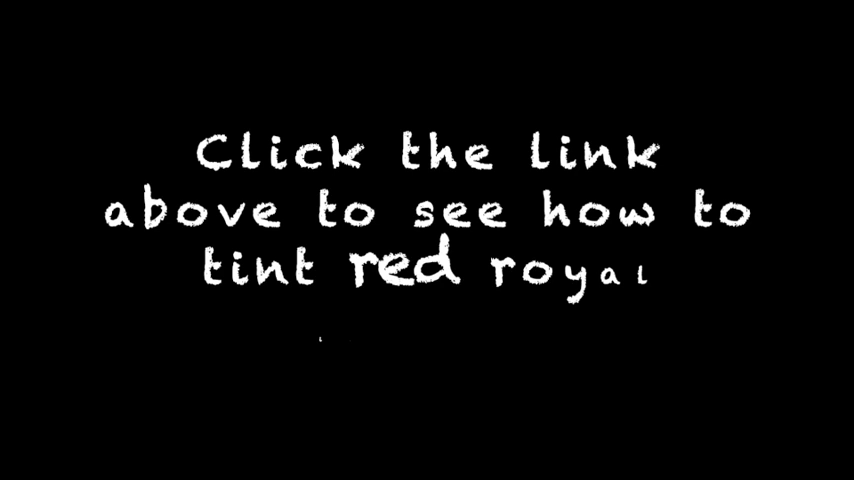 Click the link
above to see how to
tint red royal